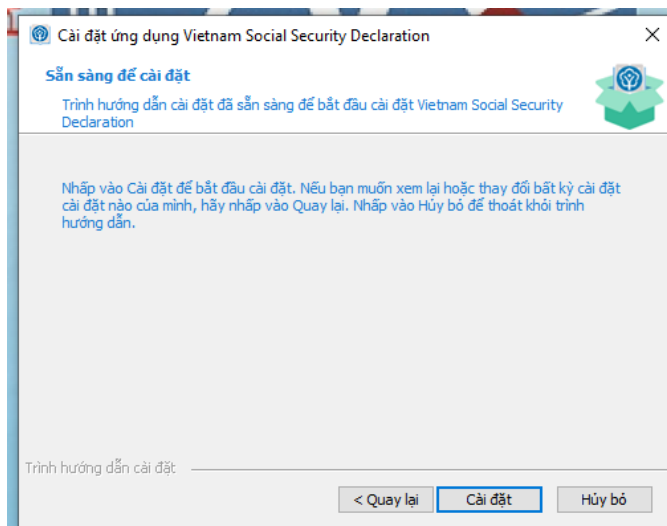 Cài đặt ứng dụng Vietnam Social Security Declaration
Sẵn sàng để cài đặt
Trình hướng dẫn cài đặt đã sẵn sàng để bắt đầu cài đặt Vietnam Social Security
Declaration
Nhấp vào Cài đặt để bắt đầu cài đặt. Nếu bạn muốn xem lại hoặc thay đổi bất kỳ cài đặt
cài đặt nào của mình, hãy nhấp vào Quay lại. Nhấp vào Hủy bỏ để thoát khỏi trình
hướng dẫn.
Trình hướng dẫn cài đặt
< Quay lại
Cài đặt
Hủy bỏ